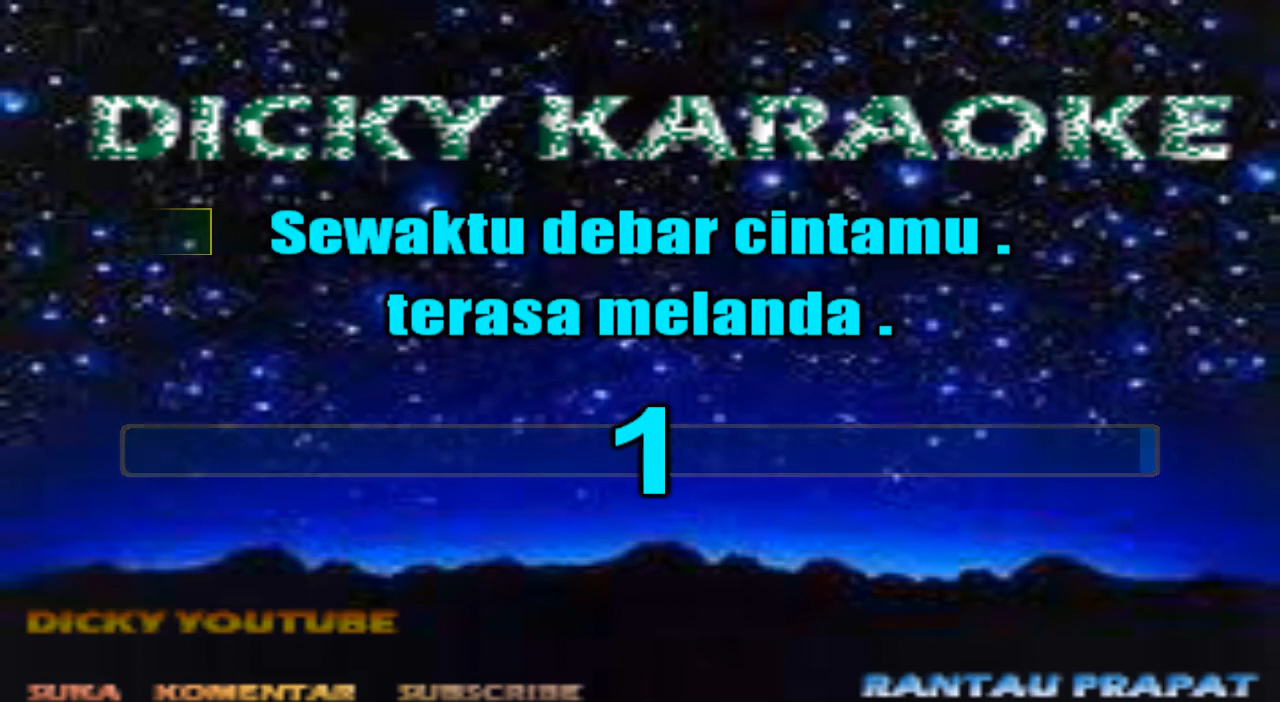 DICKY KARAOKE
Sewaktu debar cintamu .
terasa melanda .
1
DICKY YOUTUBE
SUKA KOMENTAR SUBSCRIBE
RANTAU PRAPAT